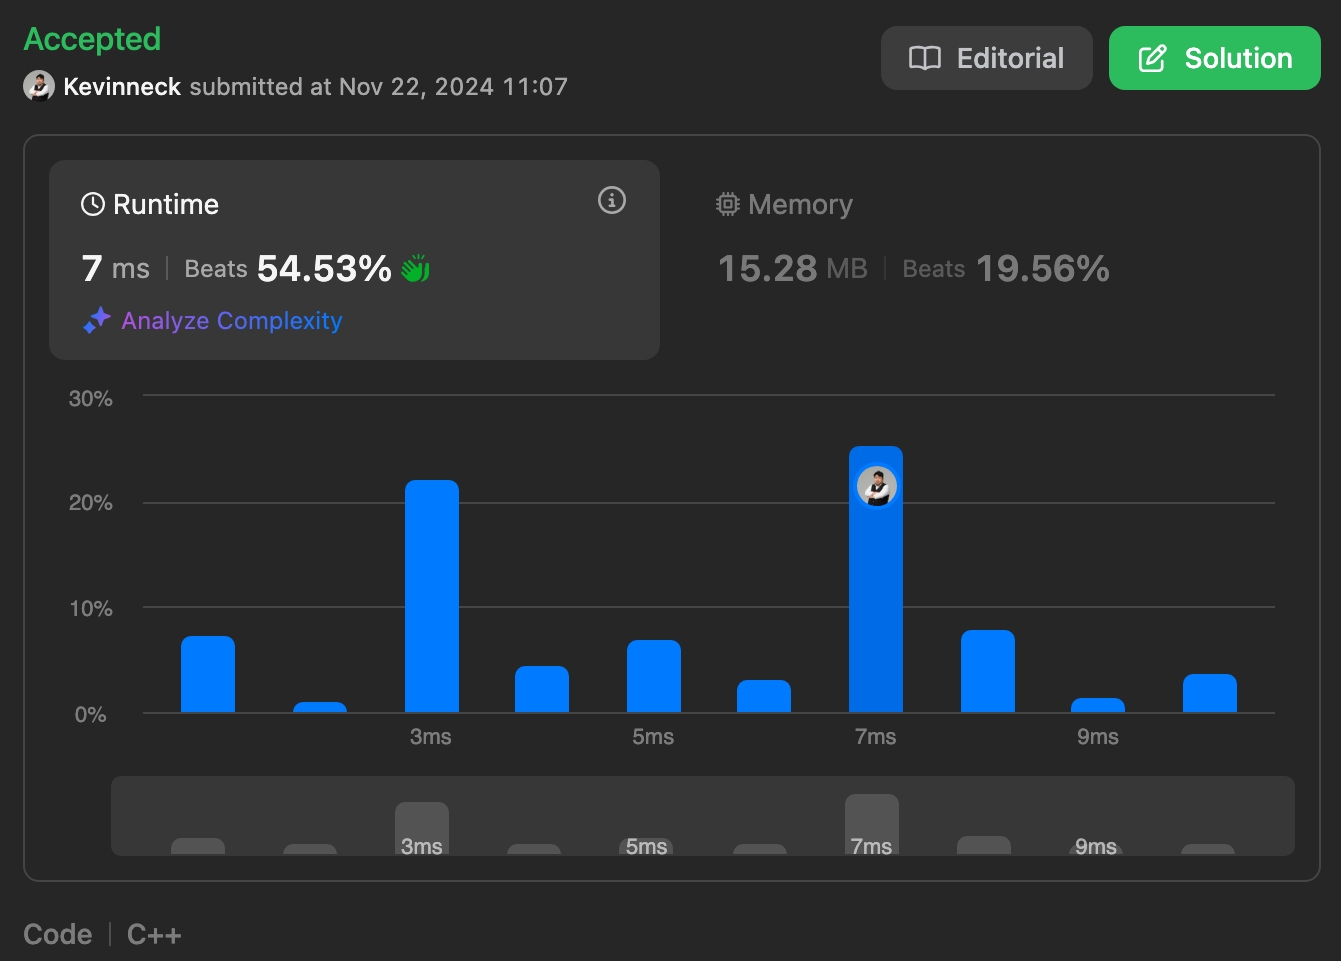 Accepted
Editorial
Solution
Kevinneck submitted at Nov 22, 2024 11:07
Runtime
Memory
7 ms | Beats 54.53%
15.28 MB | Beats 19.56%
Analyze Complexity
30%
20%
10%
0%
3ms 5ms 7ms 9ms
3ms 5ms 7ms 9ms
Code | C++